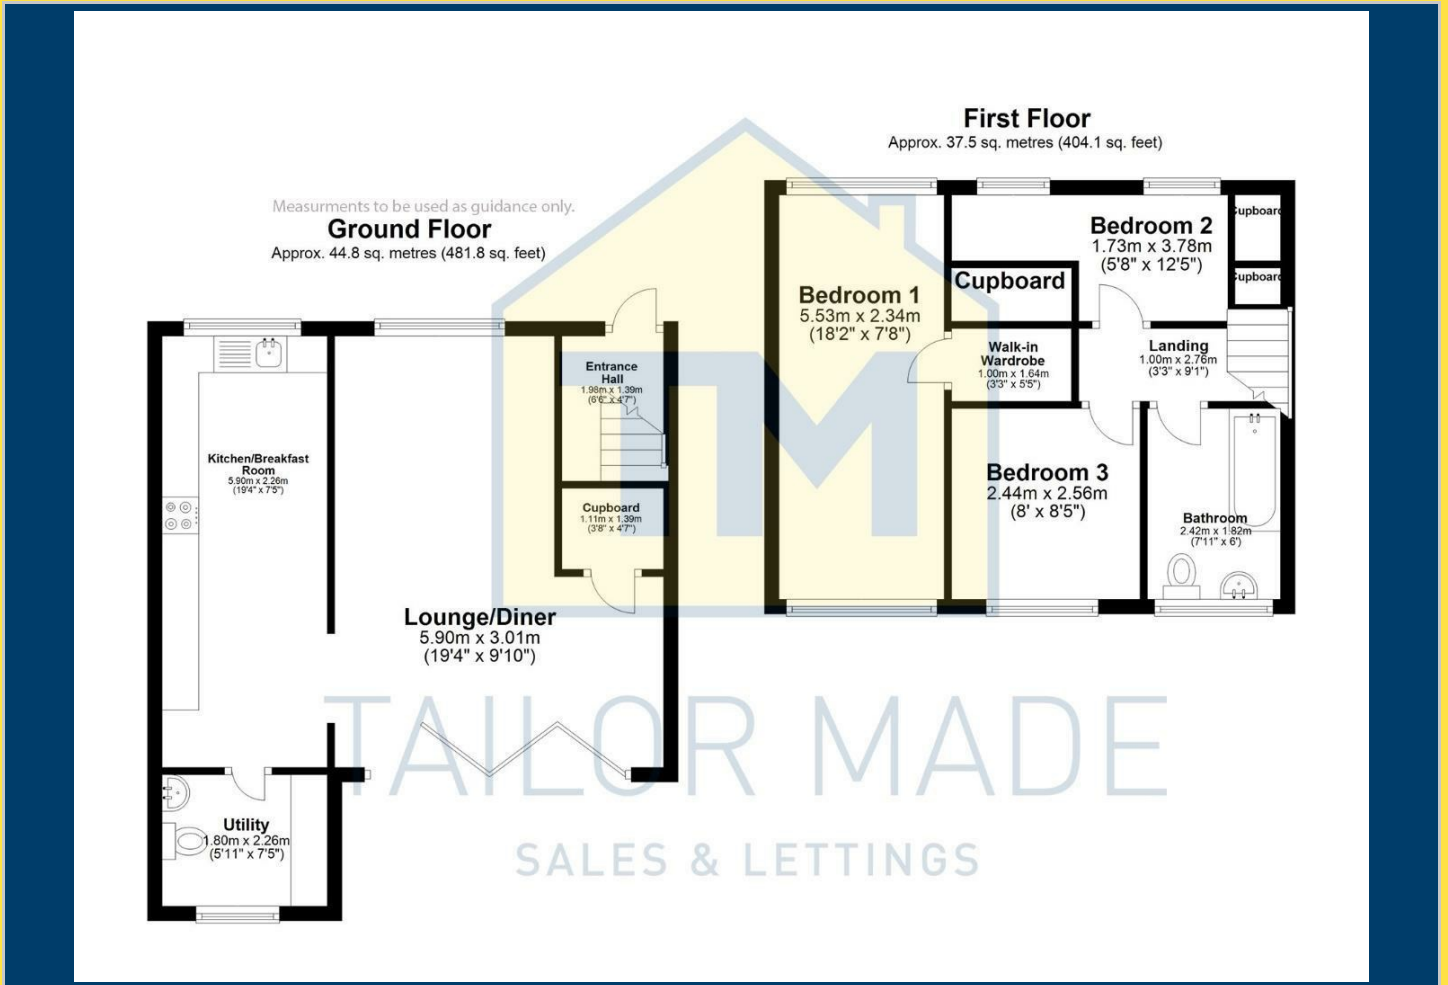 First Floor
Approx. 37.5 sq. metres (404.1 sq. feet)
Measurments to be used as guidance only.
Ground Floor
Approx. 44.8 sq. metres (481.8 sq. feet)
Bedroom 1
5.53m x 2.34m
(18'2" x 7'8")
Bedroom 2
1.73m x 3.78m
(5'8" x 12'5")
Cupboard
Cupboard
Cupboard
Walk-in
Wardrobe
1.00m x 1.64m
(3'3" x 5'5")
Landing
1.00m x 2.76m
(3'3" x 9'1")
Bedroom 3
2.44m x 2.56m
(8' x 8'5")
Bathroom
2.42m x 1.82m
(7'11" x 6')
Entrance
Hall
1.98m x 1.39m
(6'6" x 4'7")
Kitchen/Breakfast
Room
5.90m x 2.26m
(19'4" x 7'5")
Cupboard
1.11m x 1.39m
(3'8" x 4'7")
Lounge/Diner
5.90m x 3.01m
(19'4" x 9'10")
Utility
1.80m x 2.26m
(5'11" x 7'5")
TM
TAILOR MADE
SALES & LETTINGS